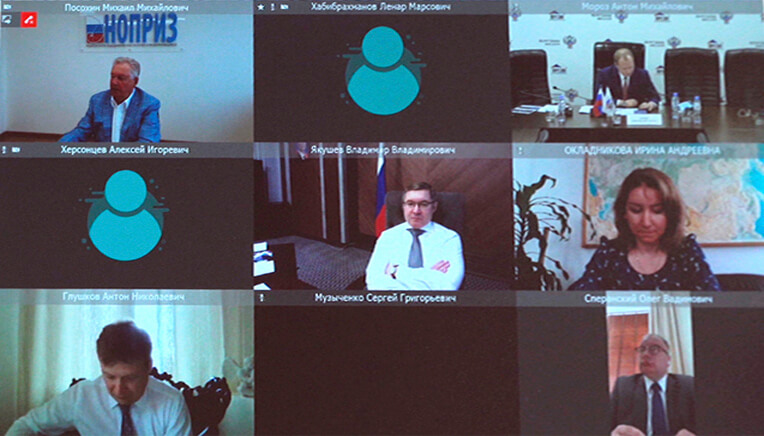 Посохин Михаил Михайлович
Хабибрахманов Ленар Марсович
Мороз Антон Михайлович
НОПРИЗ
Херсонцев Алексей Игоревич
Якушев Владимир Владимирович
ОКЛАДНИКОВА ИРИНА АНДРЕЕВНА
Глушков Антон Николаевич
Музыченко Сергей Григорьевич
Сперанский Олег Вадимович